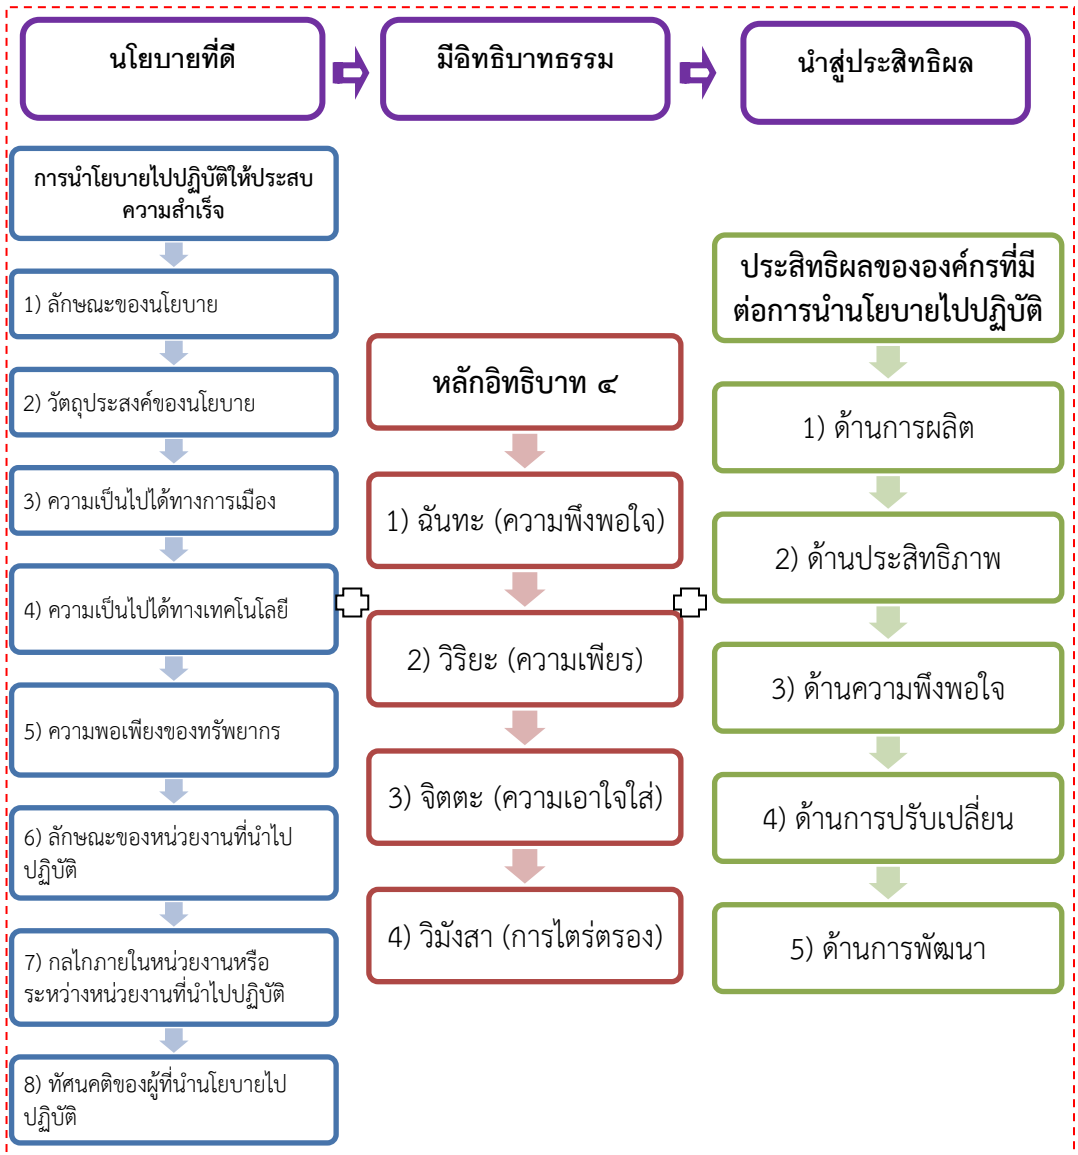 นโยบายที่ดี
มีอิทธิบาทธรรม
นำสู่ประสิทธิผล
การนำโยบายไปปฏิบัติให้ประสบ
ความสำเร็จ
1) ลักษณะของนโยบาย
2) วัตถุประสงค์ของนโยบาย
3) ความเป็นไปได้ทางการเมือง
4) ความเป็นไปได้ทางเทคโนโลยี
5) ความพอเพียงของทรัพยากร
6) ลักษณะของหน่วยงานที่นำไป
ปฏิบัติ
7) กลไกภายในหน่วยงานหรือ
ระหว่างหน่วยงานที่นำไปปฏิบัติ
8) ทัศนคติของผู้ที่นำนโยบายไป
ปฏิบัติ
หลักอิทธิบาท ๔
1) ฉันทะ (ความพึงพอใจ)
2) วิริยะ (ความเพียร)
3) จิตตะ (ความเอาใจใส่)
4) วิมังสา (การไตร่ตรอง)
ประสิทธิผลขององค์กรที่มี
ต่อการนำนโยบายไปปฏิบัติ
1) ด้านการผลิต
2) ด้านประสิทธิภาพ
3) ด้านความพึงพอใจ
4) ด้านการปรับเปลี่ยน
5) ด้านการพัฒนา